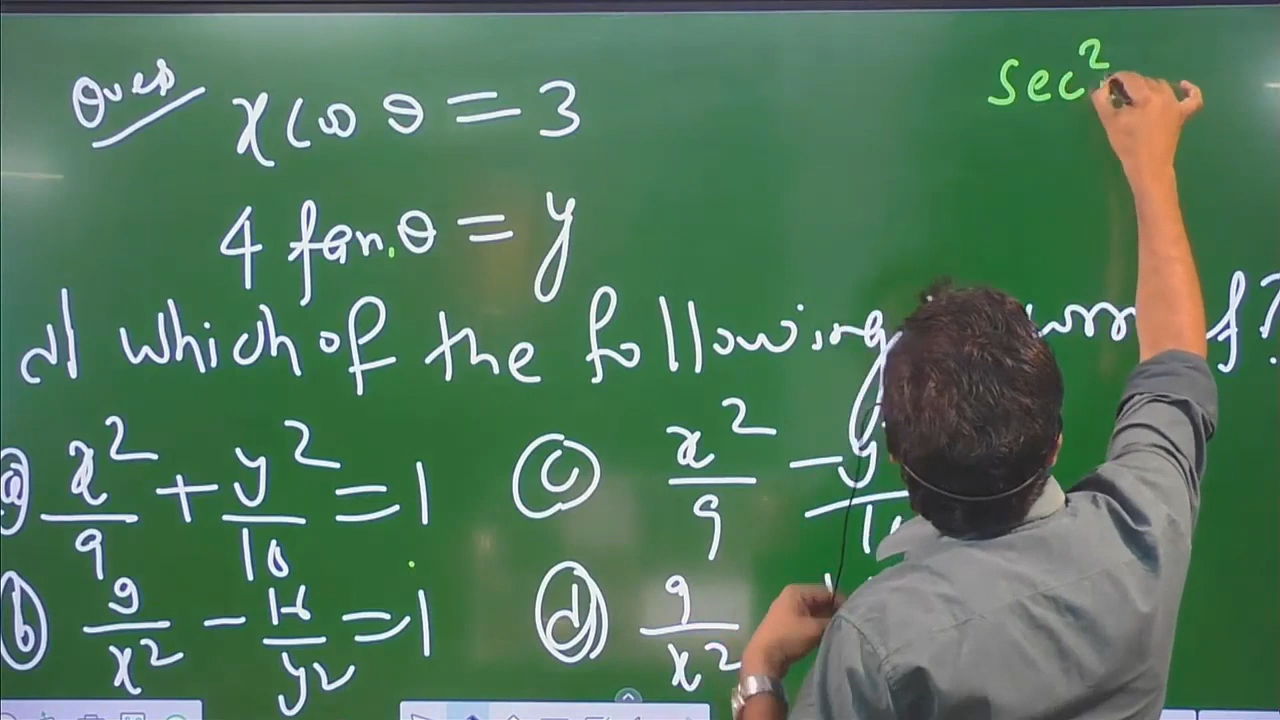 Ques x cos θ = 3
sec²
4 tan θ = y
which of the following
(a) x²/9 + y²/16 = 1
(c) x²/9 - y
(b) 9/x² - 16/y² = 1
(d) 9/x²